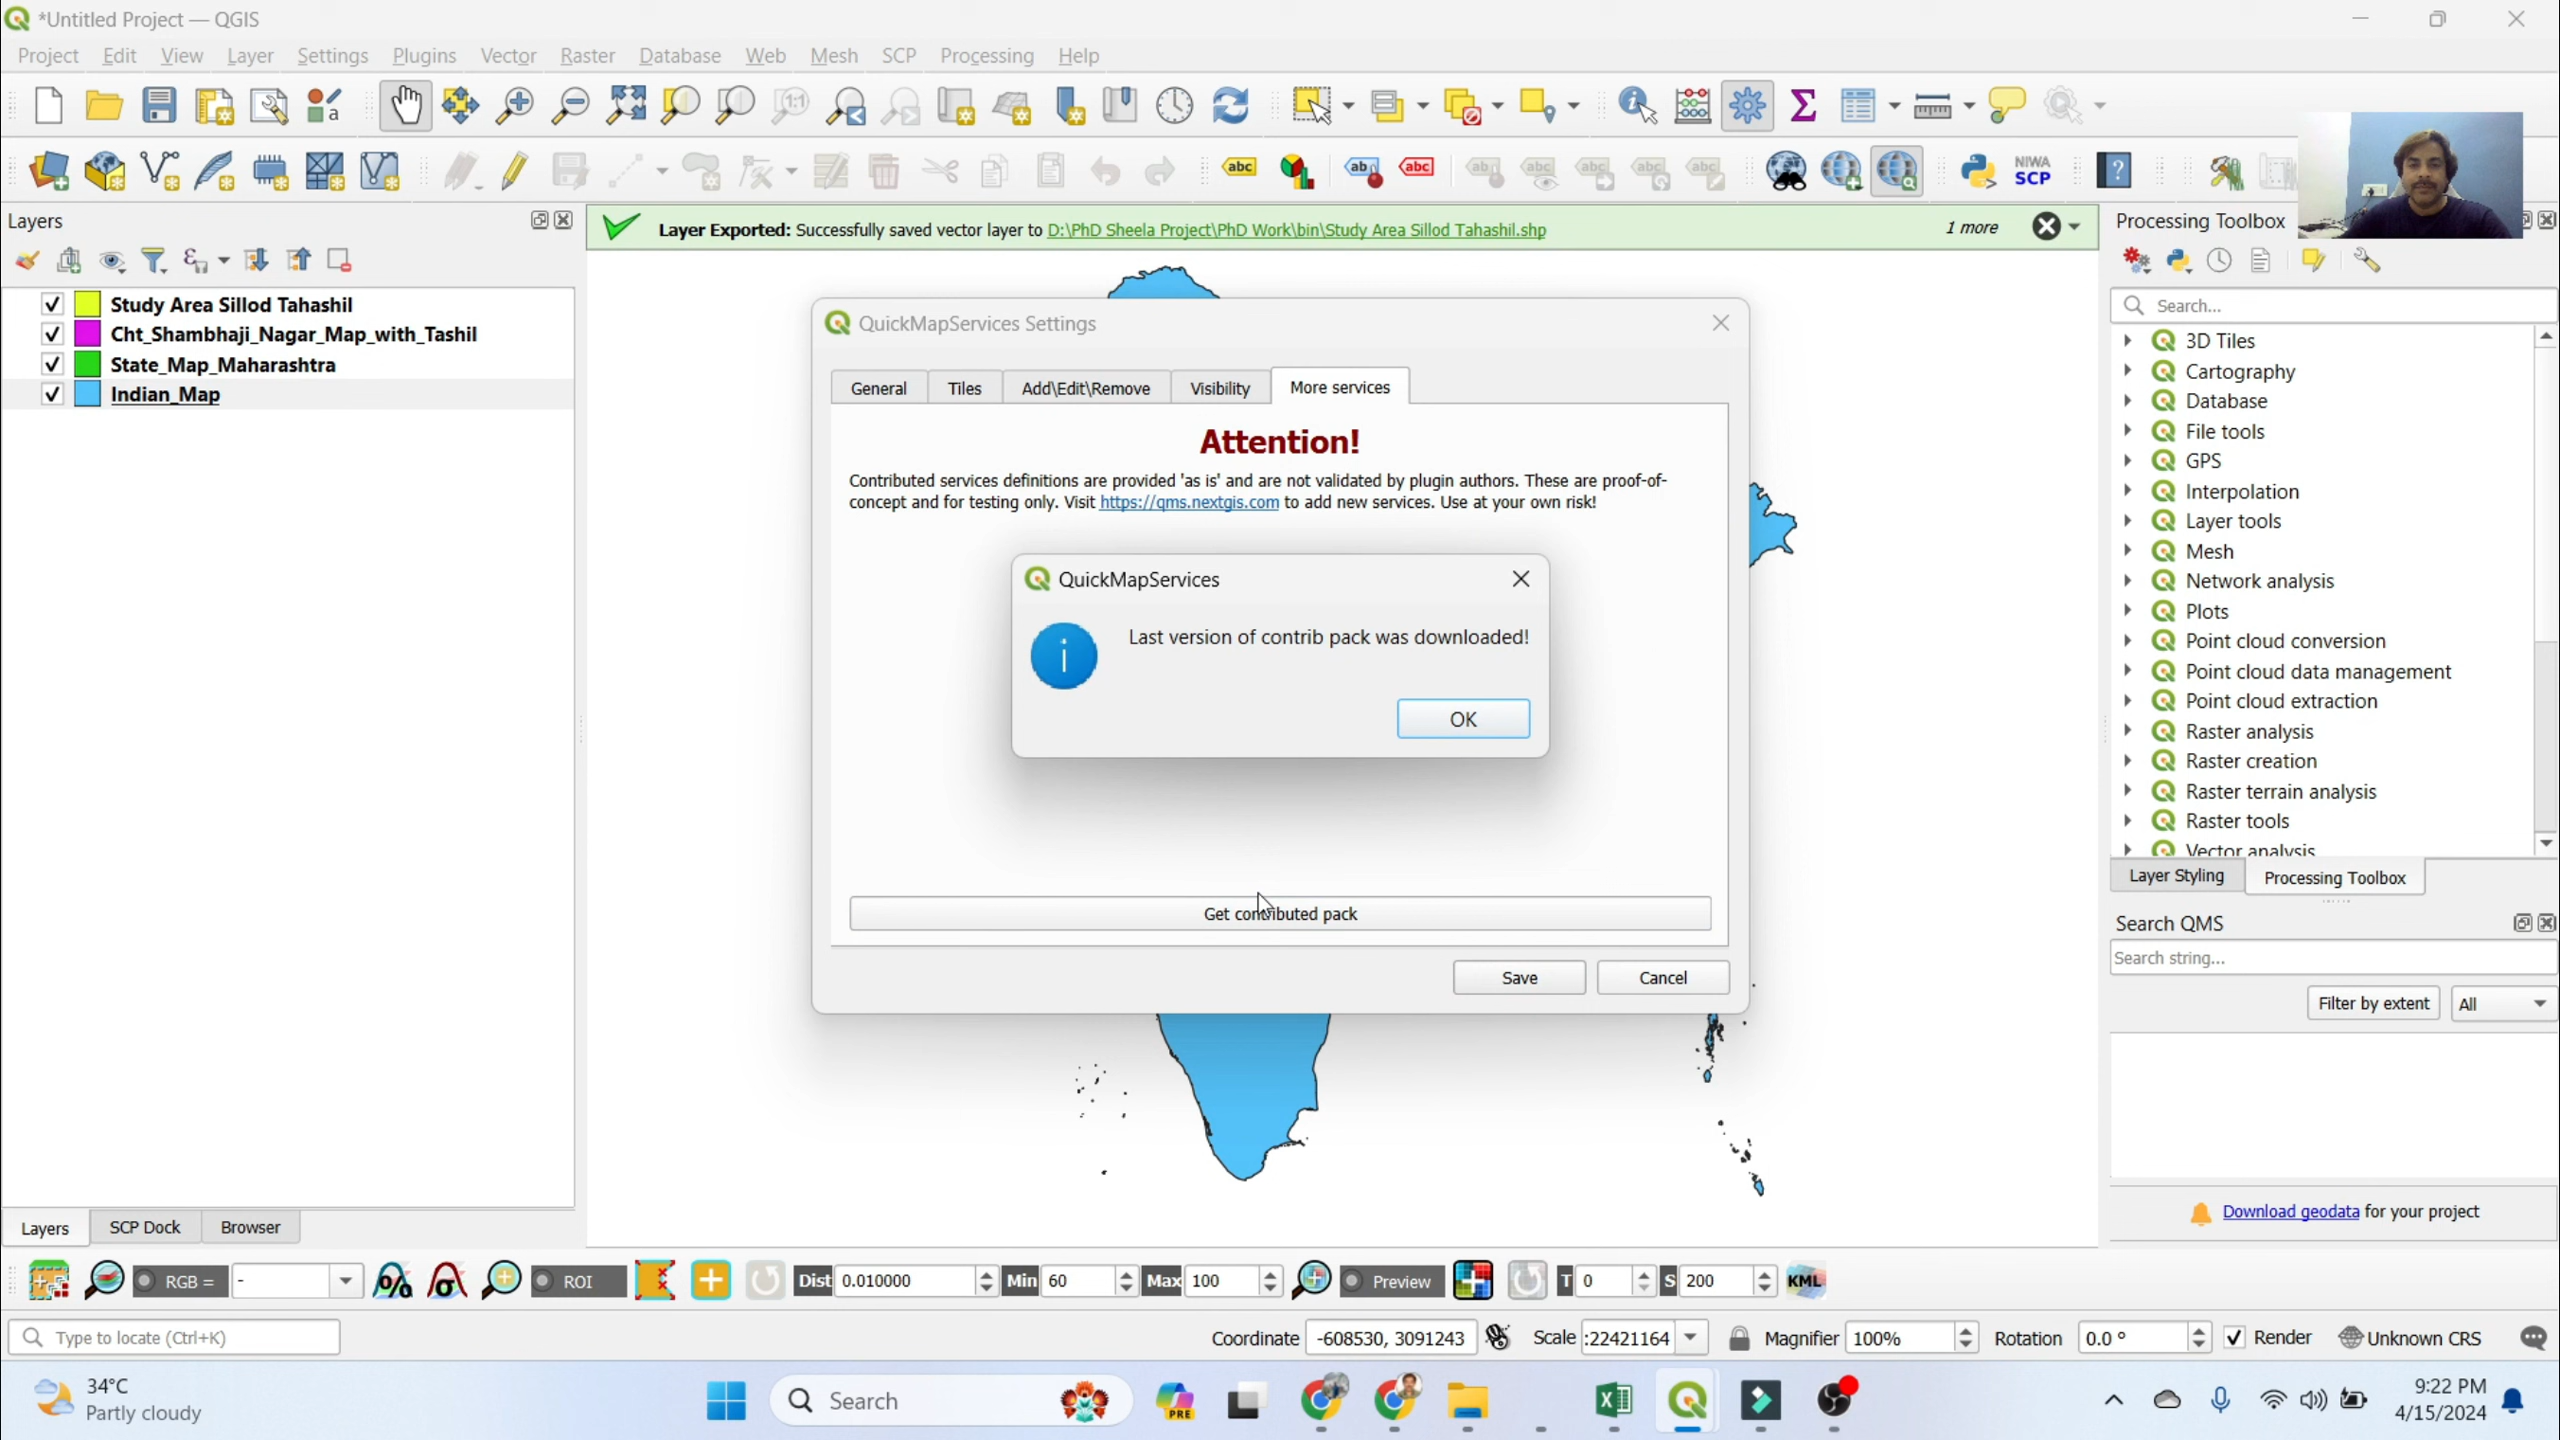 *Untitled Project — QGIS
Project Edit View Layer Settings Plugins Vector Raster Database Web Mesh SCP Processing Help
1:1
abc ab abc NIWA SCP
Layers
Layer Exported: Successfully saved vector layer to D:\PhD Sheela Project\PhD Work\bin\Study Area Sillod Tahashil.shp 1 more
Processing Toolbox
Search...
Study Area Sillod Tahashil
Cht_Shambhaji_Nagar_Map_with_Tashil
State_Map_Maharashtra
Indian_Map
QuickMapServices Settings
General Tiles Add\Edit\Remove Visibility More services
Attention!
Contributed services definitions are provided 'as is' and are not validated by plugin authors. These are proof-of-
concept and for testing only. Visit https://qms.nextgis.com to add new services. Use at your own risk!
QuickMapServices
Last version of contrib pack was downloaded!
OK
Get contributed pack
Save Cancel
3D Tiles
Cartography
Database
File tools
GPS
Interpolation
Layer tools
Mesh
Network analysis
Plots
Point cloud conversion
Point cloud data management
Point cloud extraction
Raster analysis
Raster creation
Raster terrain analysis
Raster tools
Vector analysis
Layer Styling Processing Toolbox
Search QMS
Search string...
Filter by extent All
Download geodata for your project
Layers SCP Dock Browser
RGB = - ROI Dist 0.010000 Min 60 Max 100 Preview T 0 S 200 KML
Type to locate (Ctrl+K) Coordinate -608530, 3091243 Scale :22421164 Magnifier 100% Rotation 0.0 ° Render Unknown CRS
34°C
Partly cloudy
Search
PRE
9:22 PM
4/15/2024